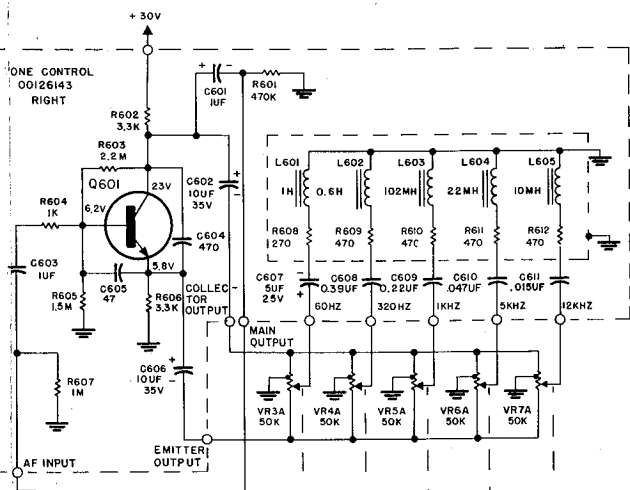 + 30V
ONE CONTROL
00126143
RIGHT
+ -
C601
1UF
R601
470K
R602
3.3K
R603
2.2M
Q601
23V
6.2V
5.8V
R604
1K
C602
10UF
35V
+
-
C604
470
C603
1UF
C605
47
R605
1.5M
R606
3.3K
COLLEC-
TOR
OUTPUT
MAIN
OUTPUT
R607
1M
+
-
C606
10UF
35V
EMITTER
OUTPUT
AF INPUT
L601
1H
L602
0.6H
L603
102MH
L604
22MH
L605
10MH
R608
270
R609
470
R610
470
R611
470
R612
470
C607
5UF
25V
+
-
C608
0.39UF
C609
0.22UF
C610
.047UF
C611
.015UF
60HZ
320HZ
1KHZ
5KHZ
12KHZ
VR3A
50K
VR4A
50K
VR5A
50K
VR6A
50K
VR7A
50K